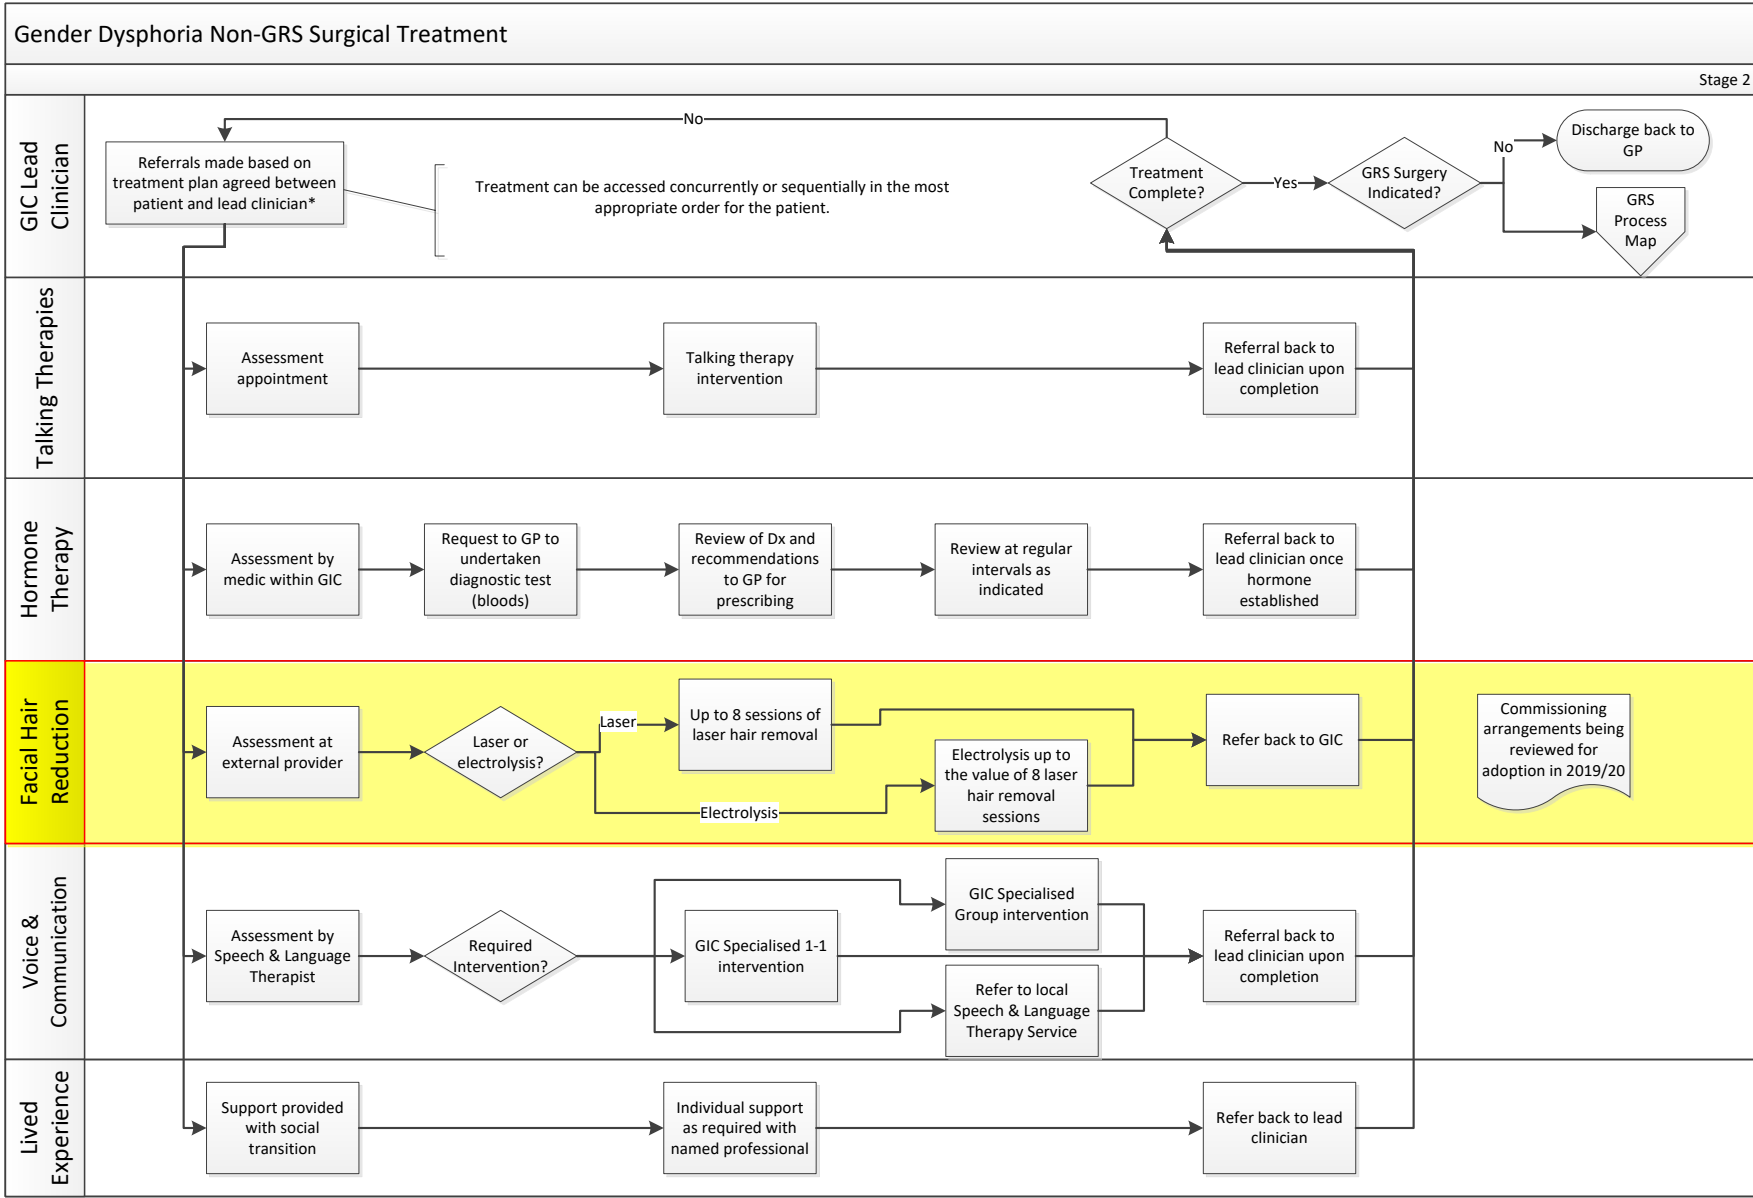 Gender Dysphoria Non-GRS Surgical Treatment
Stage 2
GIC Lead
Clinician
Referrals made based on
treatment plan agreed between
patient and lead clinician*
Treatment can be accessed concurrently or sequentially in the most
appropriate order for the patient.
No
Treatment
Complete?
Yes
GRS Surgery
Indicated?
No
Discharge back to
GP
GRS
Process
Map
Talking Therapies
Assessment
appointment
Talking therapy
intervention
Referral back to
lead clinician upon
completion
Hormone
Therapy
Assessment by
medic within GIC
Request to GP to
undertaken
diagnostic test
(bloods)
Review of Dx and
recommendations
to GP for
prescribing
Review at regular
intervals as
indicated
Referral back to
lead clinician once
hormone
established
Facial Hair
Reduction
Assessment at
external provider
Laser or
electrolysis?
Laser
Up to 8 sessions of
laser hair removal
Electrolysis
Electrolysis up to
the value of 8 laser
hair removal
sessions
Refer back to GIC
Commissioning
arrangements being
reviewed for
adoption in 2019/20
Voice &
Communication
Assessment by
Speech & Language
Therapist
Required
Intervention?
GIC Specialised 1-1
intervention
GIC Specialised
Group intervention
Refer to local
Speech & Language
Therapy Service
Referral back to
lead clinician upon
completion
Lived
Experience
Support provided
with social
transition
Individual support
as required with
named professional
Refer back to lead
clinician